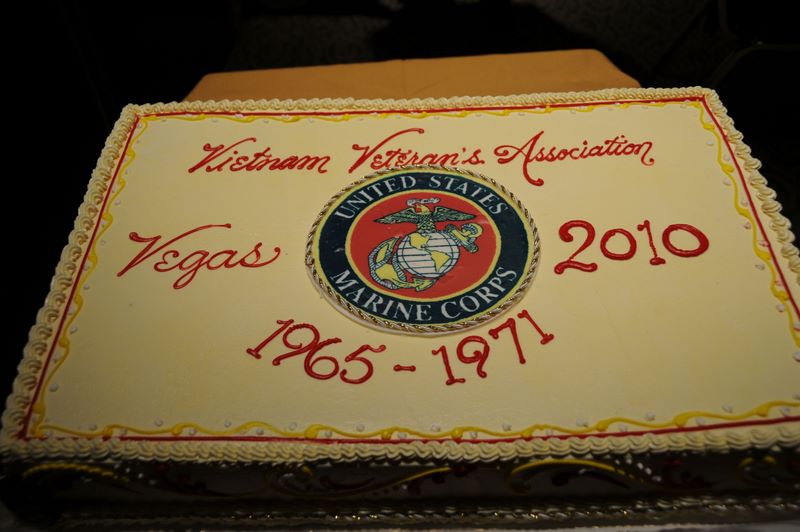 Vietnam Veteran's Association
UNITED STATES
Vegas
2010
MARINE CORPS
1965-1971